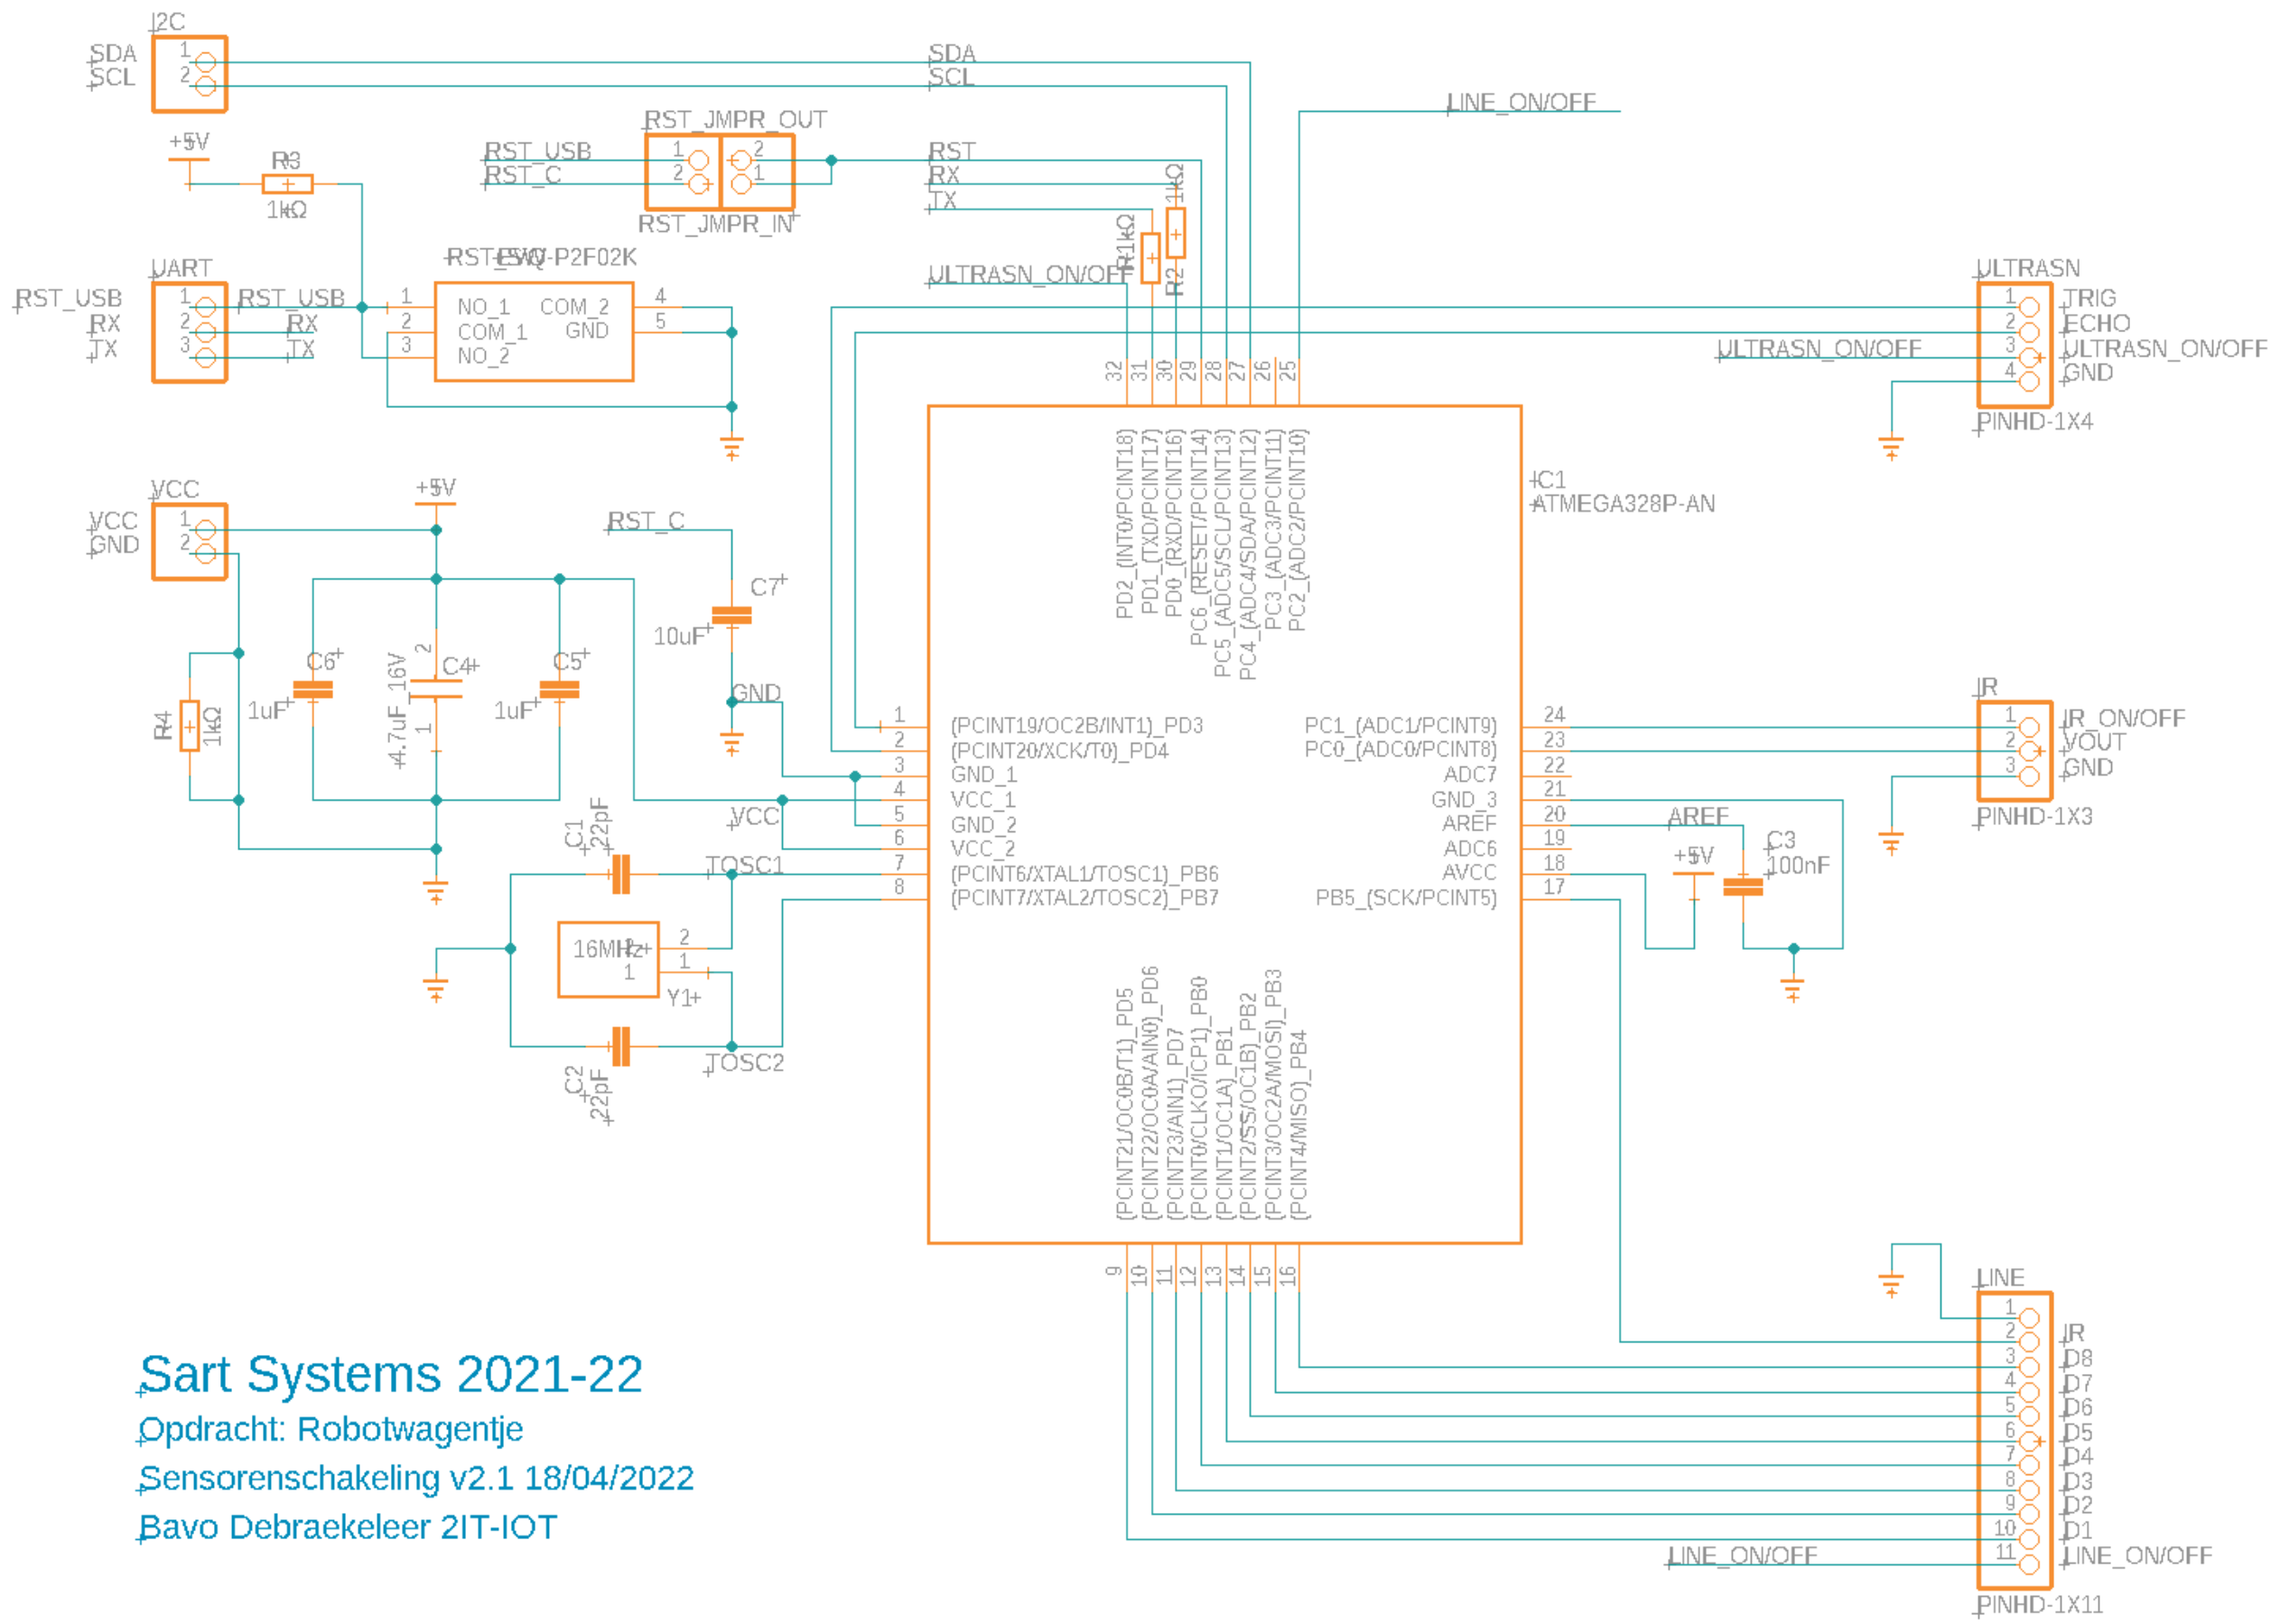 I2C
SDA
SCL
1
2
SDA
SCL
LINE_ON/OFF
+5V
R3
1kΩ
RST_JMPR_OUT
RST_USB
RST_C
1
2
2
1
RST_JMPR_IN
RST
RX
TX
1kΩ
R2
1kΩ
ULTRASN_ON/OFF
UART
RST_USB
RX
TX
1
2
3
RST_USB
RX
TX
1
2
3
NO_1
COM_1
NO_2
COM_2
GND
4
5
ULTRASN
1
2
3
4
TRIG
ECHO
ULTRASN_ON/OFF
GND
ULTRASN_ON/OFF
PINHD-1X4
32
31
30
29
28
27
26
25
PD2_(INT0/PCINT18)
PD1_(TXD/PCINT17)
PD0_(RXD/PCINT16)
PC6_(RESET/PCINT14)
PC5_(ADC5/SCL/PCINT13)
PC4_(ADC4/SDA/PCINT12)
PC3_(ADC3/PCINT11)
PC2_(ADC2/PCINT10)
IC1
ATMEGA328P-AN
VCC
VCC
GND
1
2
+5V
RST_C
C7
10uF
GND
R4
1kΩ
C6
1uF
4.7uF_16V
2
1
C4
C5
1uF
VCC
1
2
3
4
5
6
7
8
(PCINT19/OC2B/INT1)_PD3
(PCINT20/XCK/T0)_PD4
GND_1
VCC_1
GND_2
VCC_2
(PCINT6/XTAL1/TOSC1)_PB6
(PCINT7/XTAL2/TOSC2)_PB7
PC1_(ADC1/PCINT9)
PC0_(ADC0/PCINT8)
ADC7
GND_3
AREF
ADC6
AVCC
PB5_(SCK/PCINT5)
24
23
22
21
20
19
18
17
AREF
+5V
C3
100nF
IR
1
2
3
IR_ON/OFF
VOUT
GND
PINHD-1X3
C1
22pF
TOSC1
16MHz
2
1
1
Y1
TOSC2
C2
22pF
(PCINT21/OC0B/T1)_PD5
(PCINT22/OC0A/AIN0)_PD6
(PCINT23/AIN1)_PD7
(PCINT0/CLKO/ICP1)_PB0
(PCINT1/OC1A)_PB1
(PCINT2/SS/OC1B)_PB2
(PCINT3/OC2A/MOSI)_PB3
(PCINT4/MISO)_PB4
9
10
11
12
13
14
15
16
LINE
1
2
3
4
5
6
7
8
9
10
11
IR
D8
D7
D6
D5
D4
D3
D2
D1
LINE_ON/OFF
LINE_ON/OFF
PINHD-1X11
Sart Systems 2021-22
Opdracht: Robotwagentje
Sensorenschakeling v2.1 18/04/2022
Bavo Debraekeleer 2IT-IOT